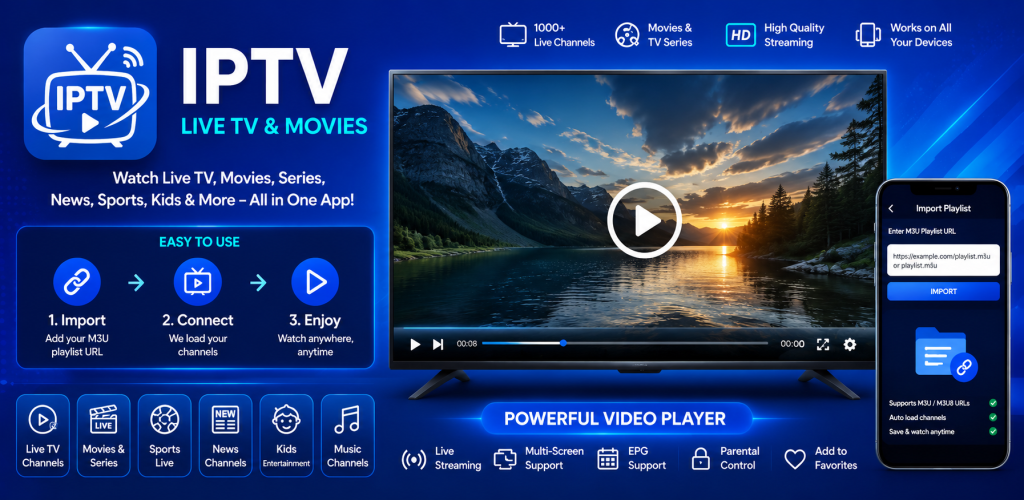 IPTV
IPTV
LIVE TV & MOVIES
Watch Live TV, Movies, Series,
News, Sports, Kids & More – All in One App!
EASY TO USE
1. Import
Add your M3U
playlist URL
2. Connect
We load your
channels
3. Enjoy
Watch anywhere,
anytime
Live TV
Channels
Movies &
Series
LIVE
Sports
Live
NEW
News
Channels
Kids
Entertainment
Music
Channels
1000+
Live Channels
Movies &
TV Series
HD
High Quality
Streaming
Works on All
Your Devices
00:08
00:00
POWERFUL VIDEO PLAYER
Live
Streaming
Multi-Screen
Support
EPG
Support
Parental
Control
Add to
Favorites
Import Playlist
Enter M3U Playlist URL
https://example.com/playlist.m3u
or playlist.m3u
IMPORT
Supports M3U / M3U8 URLs
Auto load channels
Save & watch anytime